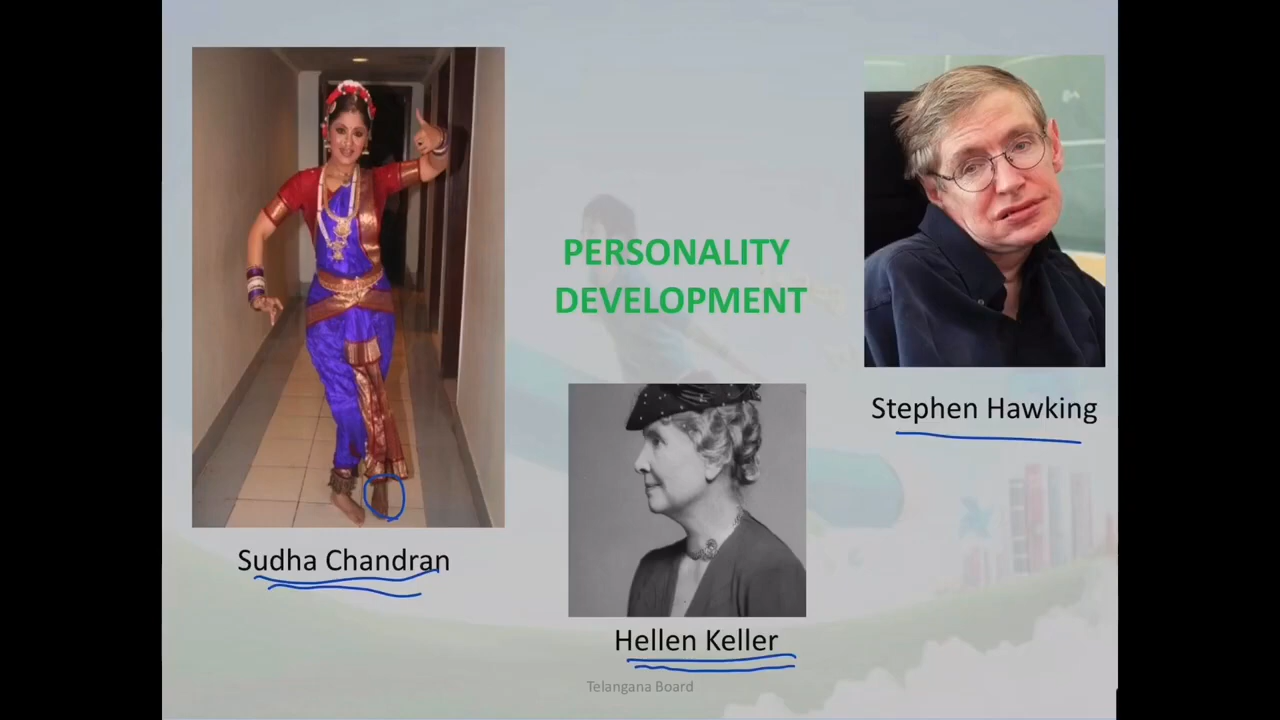 PERSONALITY
DEVELOPMENT
Stephen Hawking
Sudha Chandran
Hellen Keller
Telangana Board